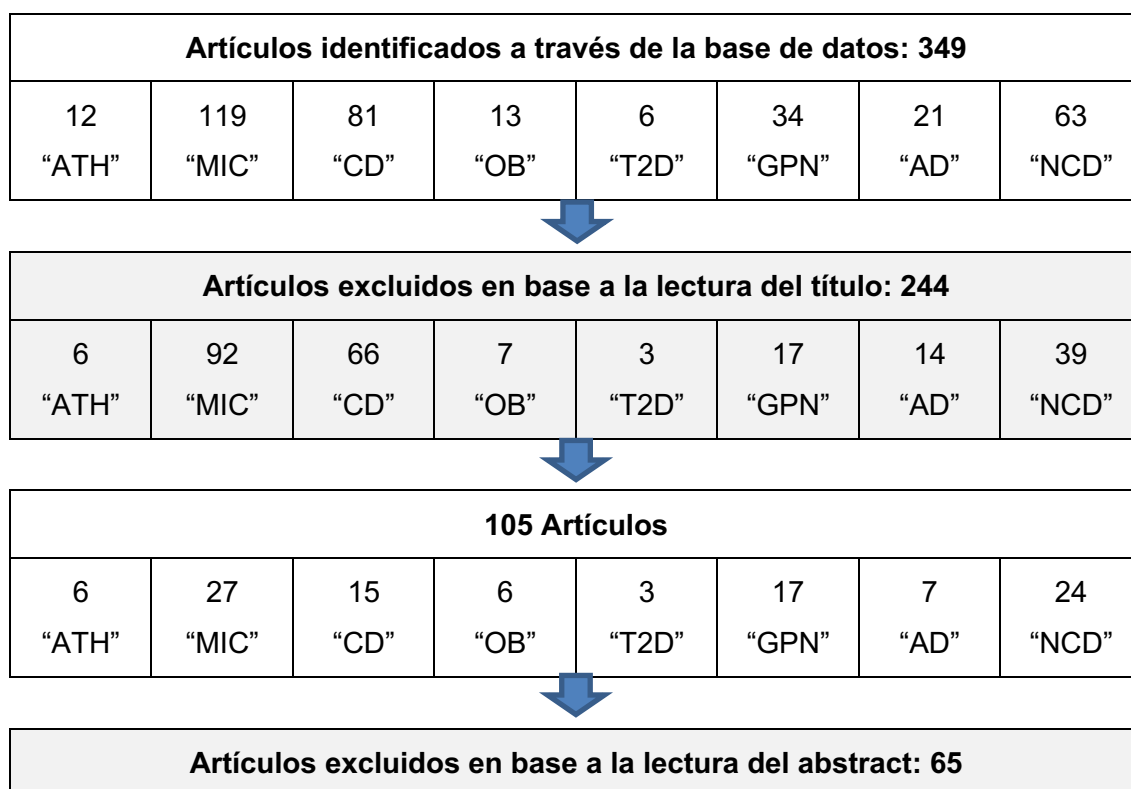 Artículos identificados a través de la base de datos: 349
12 119 81 13 6 34 21 63
“ATH” “MIC” “CD” “OB” “T2D” “GPN” “AD” “NCD”
Artículos excluidos en base a la lectura del título: 244
6 92 66 7 3 17 14 39
“ATH” “MIC” “CD” “OB” “T2D” “GPN” “AD” “NCD”
105 Artículos
6 27 15 6 3 17 7 24
“ATH” “MIC” “CD” “OB” “T2D” “GPN” “AD” “NCD”
Artículos excluidos en base a la lectura del abstract: 65